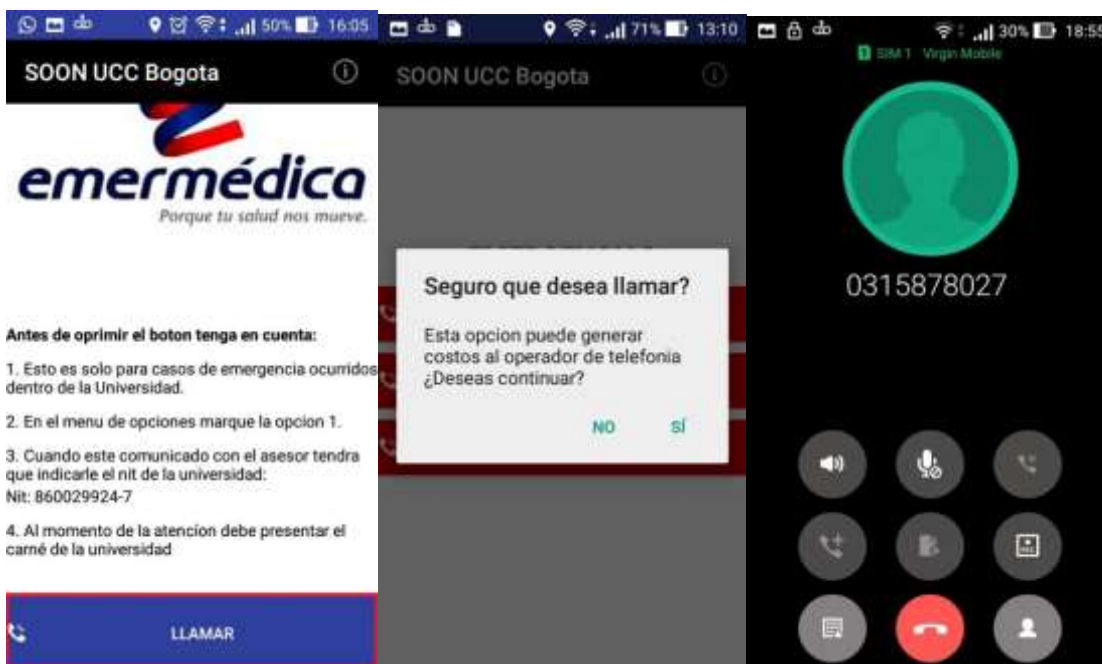 50% 16:05
SOON UCC Bogota
emermédica
Porque tu salud nos mueve.
Antes de oprimir el boton tenga en cuenta:
1. Esto es solo para casos de emergencia ocurridos
dentro de la Universidad.
2. En el menu de opciones marque la opcion 1.
3. Cuando este comunicado con el asesor tendra
que indicarle el nit de la universidad:
Nit: 860029924-7
4. Al momento de la atencion debe presentar el
carné de la universidad
LLAMAR
71% 13:10
SOON UCC Bogota
Seguro que desea llamar?
Esta opcion puede generar
costos al operador de telefonia
¿Deseas continuar?
NO SÍ
30% 18:55
1 SIM 1 Virgin Mobile
0315878027